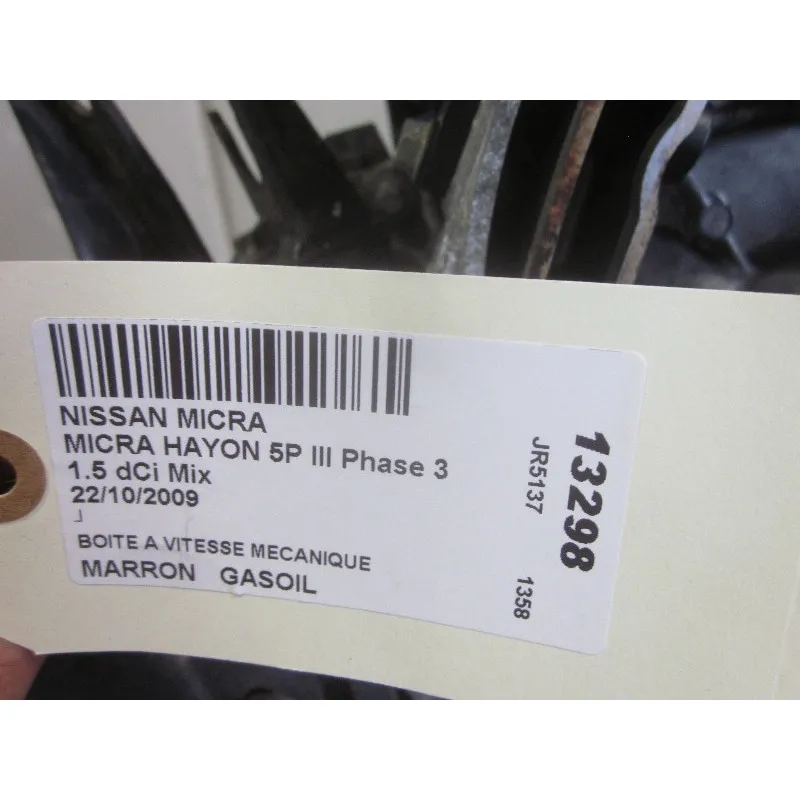 NISSAN MICRA
MICRA HAYON 5P III Phase 3
1.5 dCi Mix
22/10/2009
BOITE A VITESSE MECANIQUE
MARRON GASOIL
JR5137
1358
13298